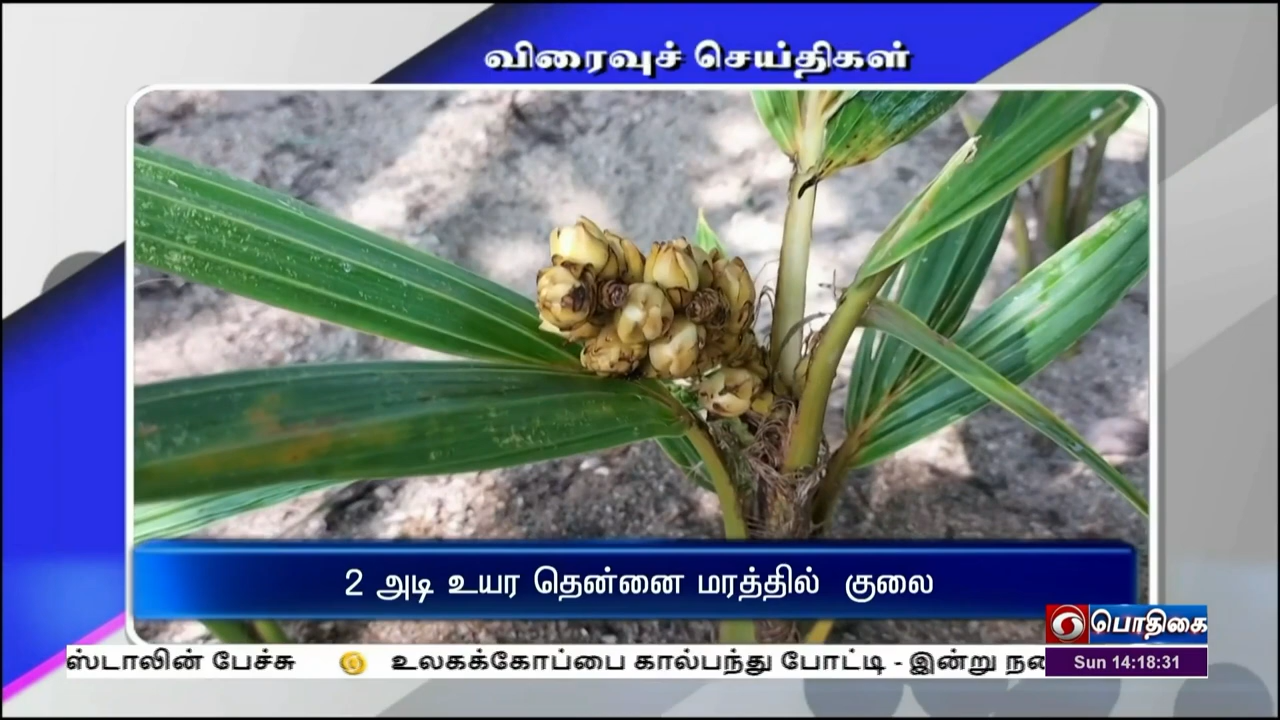 விரைவுச் செய்திகள்
2 அடி உயர தென்னை மரத்தில் குலை
பொதிகை
ஸ்டாலின் பேச்சு உலகக்கோப்பை கால்பந்து போட்டி - இன்று
Sun 14:18:31